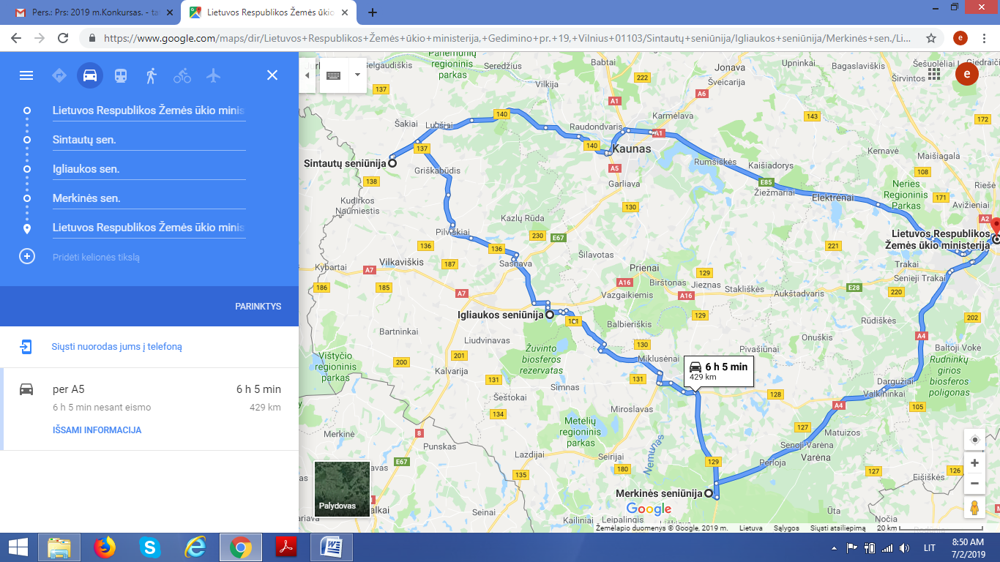 Pers.: Prs: 2019 m.Konkursas. - ta
Lietuvos Respublikos Žemės ūkio
https://www.google.com/maps/dir/Lietuvos+Respublikos+Žemės+ūkio+ministerija,+Gedimino+pr.+19,+Vilnius+01103/Sintautų+seniūnija/Igliaukos+seniūnija/Merkinės+sen./Li...
e
Lietuvos Respublikos Žemės ūkio minis
Sintautų sen.
Igliaukos sen.
Merkinės sen.
Lietuvos Respublikos Žemės ūkio minis
Pridėti kelionės tikslą
PARINKTYS
Siųsti nuorodas jums į telefoną
per A5 6 h 5 min
6 h 5 min nesant eismo 429 km
IŠSAMI INFORMACIJA
Panemunių
regioninis
parkas
Seredžius
Babtai
Jonava
Upninkai
Bagaslaviškis
Širvintos
e
137
222
Vilkija
A1
A6
Šveicarija
Šakiai
Lukšiai
140
Raudondvaris
Karmėlava
143
172
A1
137
140
Kaunas
Kernavė
Maišiagala
Sintautų seniūnija
Griškabūdis
A5
Rumšiškės
Kaišiadorys
108
Riešė
138
Garliava
E85
Žiežmariai
Neries
Regioninis
Parkas
Kudirkos
Naumiestis
Elektrėnai
171
Avižieniai
130
Kazlų Rūda
A2
Pilviškiai
230
E67
Lietuvos Respublikos
Žemės ūkio ministerija
136
136
Šilavotas
221
Vilkaviškis
187
Sasnava
Prienai
Trakai
Kybartai
A7
129
Senieji Trakai
186
185
A16
Birštonas
Jieznas
E28
220
A7
Vazgaikiemis
A16
Stakliškės
Aukštadvaris
Igliaukos seniūnija
129
Rūdiškės
202
Balbieriškis
Bartninkai
Liudvinavas
Onuškis
A4
130
Baltoji Vokė
Vištyčio
regioninis
parkas
201
Žuvinto
biosferos
rezervatas
Pivašiūnai
200
Miklusėnai
6 h 5 min
429 km
Rudninkų
girios
biosferos
poligonas
Kalvarija
131
Simnas
131
Dargužiai
Šeštokai
128
Valkininkai
Miroslavas
A4
105
134
Metelių
regioninis
parkas
127
Matuizos
Merkinė
8
Punskas
Senoji Varėna
Lazdijai
Seirijai
Nemunas
129
Perloja
Varėna
E67
180
127
126
135
Eišiškės
Merkinės seniūnija
Palydovas
Seinai
Google
Ūta
Nočia
Kailiniai
Leipalingis
Žemėlapio duomenys © Google, 2019 m. Lietuva Sąlygos Siųsti atsiliepimą 20 km
LIT
8:50 AM
7/2/2019